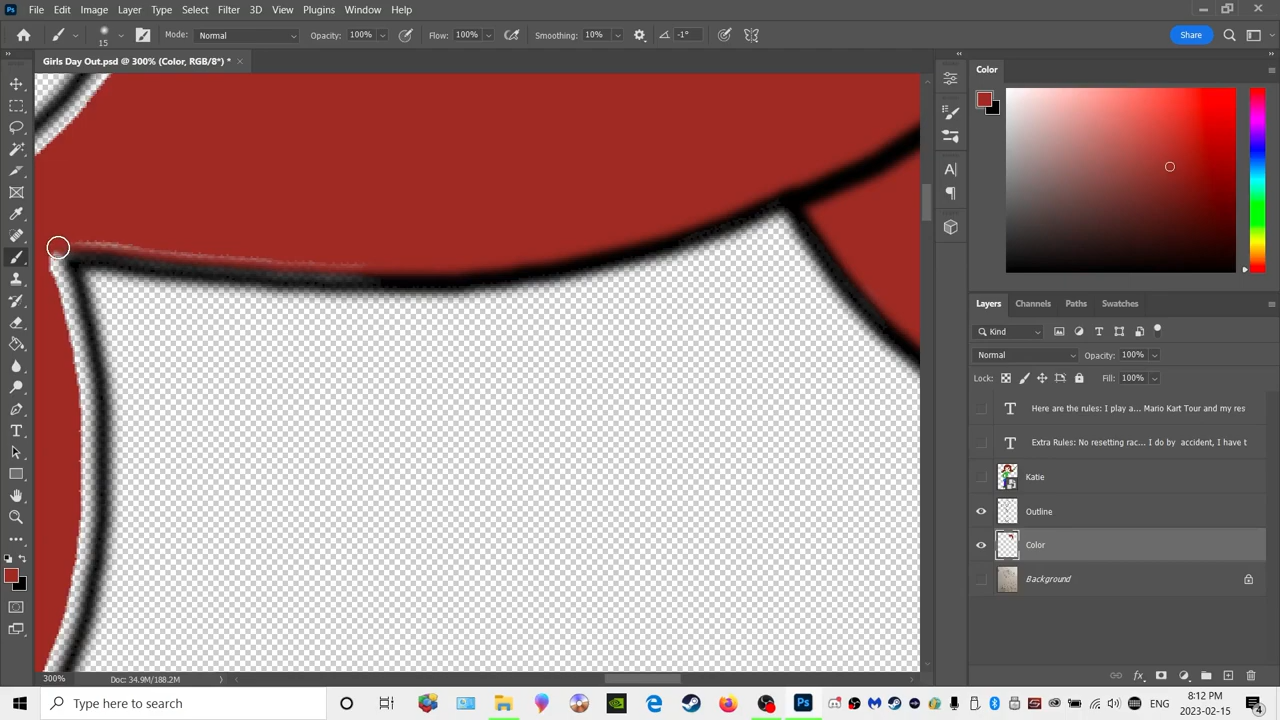 File Edit Image Layer Type Select Filter 3D View Plugins Window Help
15 Mode: Normal Opacity: 100% Flow: 100% Smoothing: 10% -1° Share
Girls Day Out.psd @ 300% (Color, RGB/8*) *
Color
Layers Channels Paths Swatches
Kind
Normal Opacity: 100%
Lock: Fill: 100%
Here are the rules: I play a... Mario Kart Tour and my res
Extra Rules: No resetting rac... I do by accident, I have t
Katie
Outline
Color
Background
300% Doc: 34.9M/188.2M
Type here to search
ENG
8:12 PM
2023-02-15
4